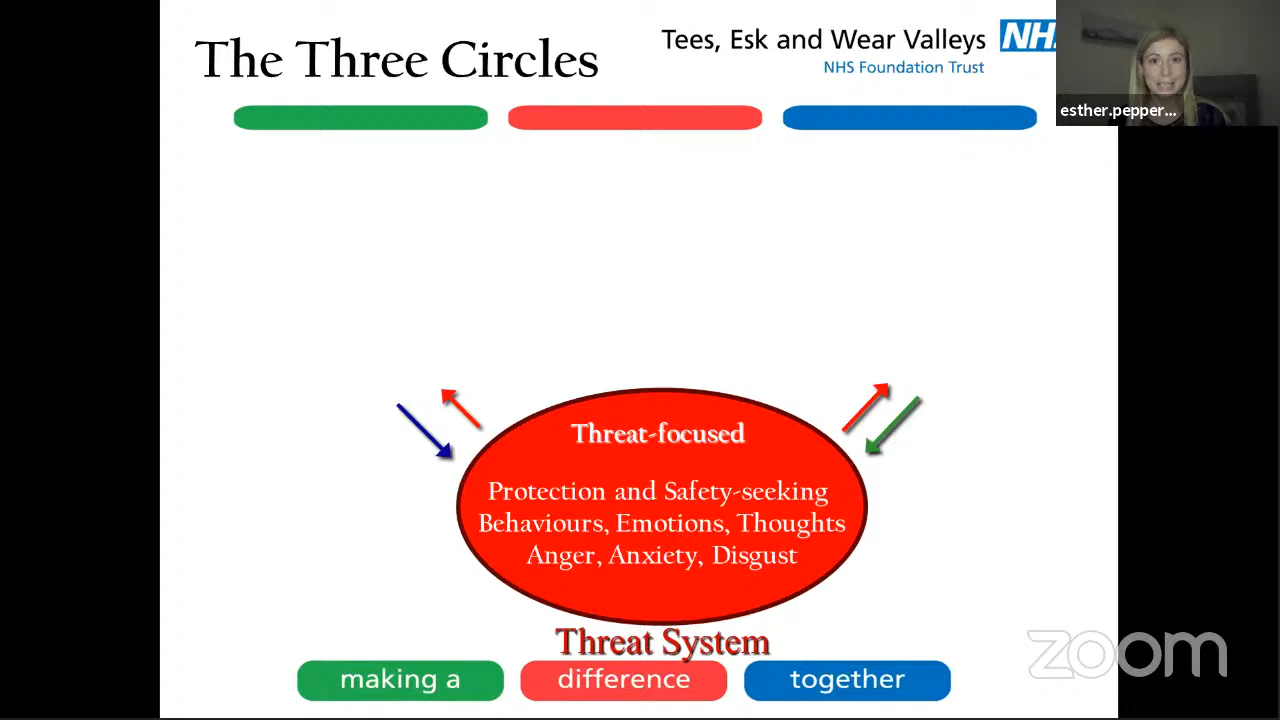 The Three Circles
Tees, Esk and Wear Valleys
NHS Foundation Trust
NH
esther.pepper...
Threat-focused
Protection and Safety-seeking
Behaviours, Emotions, Thoughts
Anger, Anxiety, Disgust
Threat System
making a
difference
together
zoom